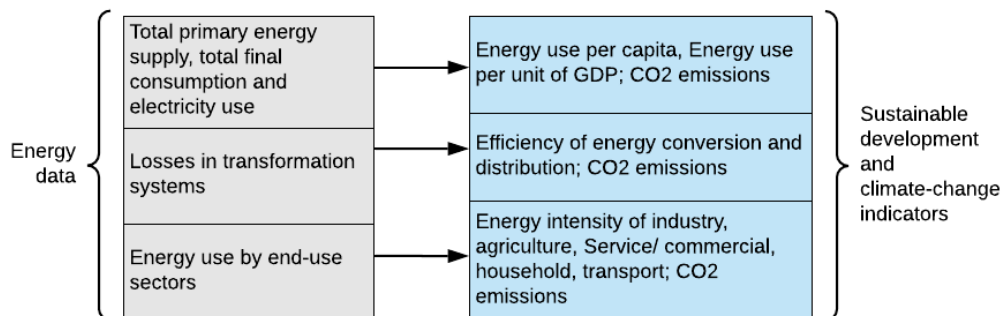 Energy
data
Total primary energy
supply, total final
consumption and
electricity use
Losses in transformation
systems
Energy use by end-use
sectors
Energy use per capita, Energy use
per unit of GDP; CO2 emissions
Efficiency of energy conversion and
distribution; CO2 emissions
Energy intensity of industry,
agriculture, Service/ commercial,
household, transport; CO2
emissions
Sustainable
development
and
climate-change
indicators